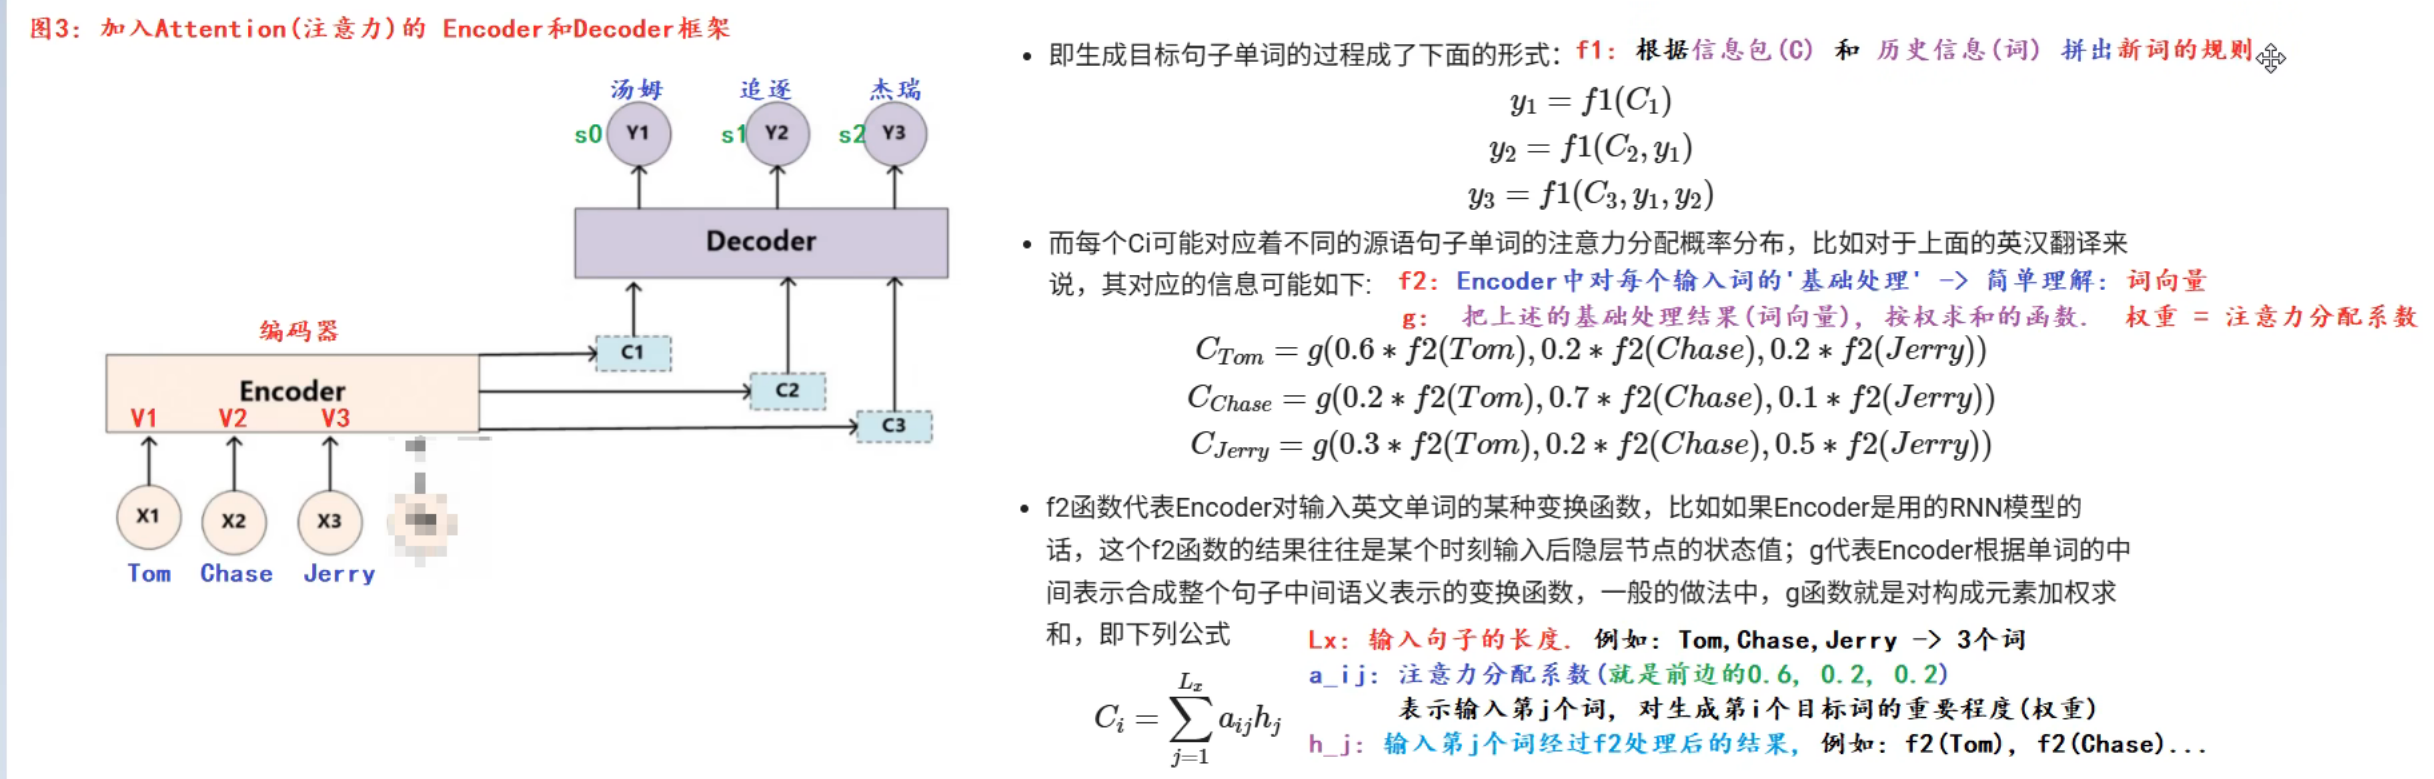 图3: 加入Attention(注意力)的 Encoder和Decoder框架
汤姆 追逐 杰瑞
s0 Y1 s1 Y2 s2 Y3
Decoder
编码器
C1
Encoder
C2
V1 V2 V3
C3
X1 X2 X3
Tom Chase Jerry
• 即生成目标句子单词的过程成了下面的形式: f1: 根据信息包(C) 和 历史信息(词) 拼出新词的规则
y₁ = f1(C₁)
y₂ = f1(C₂, y₁)
y₃ = f1(C₃, y₁, y₂)
• 而每个Ci可能对应着不同的源语句子单词的注意力分配概率分布，比如对于上面的英汉翻译来
说，其对应的信息可能如下: f2: Encoder中对每个输入词的'基础处理' -> 简单理解: 词向量
g: 把上述的基础处理结果(词向量), 按权求和的函数. 权重 = 注意力分配系数
C_Tom = g(0.6 * f2(Tom), 0.2 * f2(Chase), 0.2 * f2(Jerry))
C_Chase = g(0.2 * f2(Tom), 0.7 * f2(Chase), 0.1 * f2(Jerry))
C_Jerry = g(0.3 * f2(Tom), 0.2 * f2(Chase), 0.5 * f2(Jerry))
• f2函数代表Encoder对输入英文单词的某种变换函数，比如如果Encoder是用的RNN模型的
话，这个f2函数的结果往往是某个时刻输入后隐层节点的状态值；g代表Encoder根据单词的中
间表示合成整个句子中间语义表示的变换函数，一般的做法中，g函数就是对构成元素加权求
和，即下列公式
Lx: 输入句子的长度. 例如: Tom,Chase,Jerry -> 3个词
a_ij: 注意力分配系数(就是前边的0.6, 0.2, 0.2)
表示输入第j个词, 对生成第i个目标词的重要程度(权重)
h_j: 输入第j个词经过f2处理后的结果, 例如: f2(Tom), f2(Chase)...
C_i = ∑_{j=1}^{L_x} a_{ij}h_j